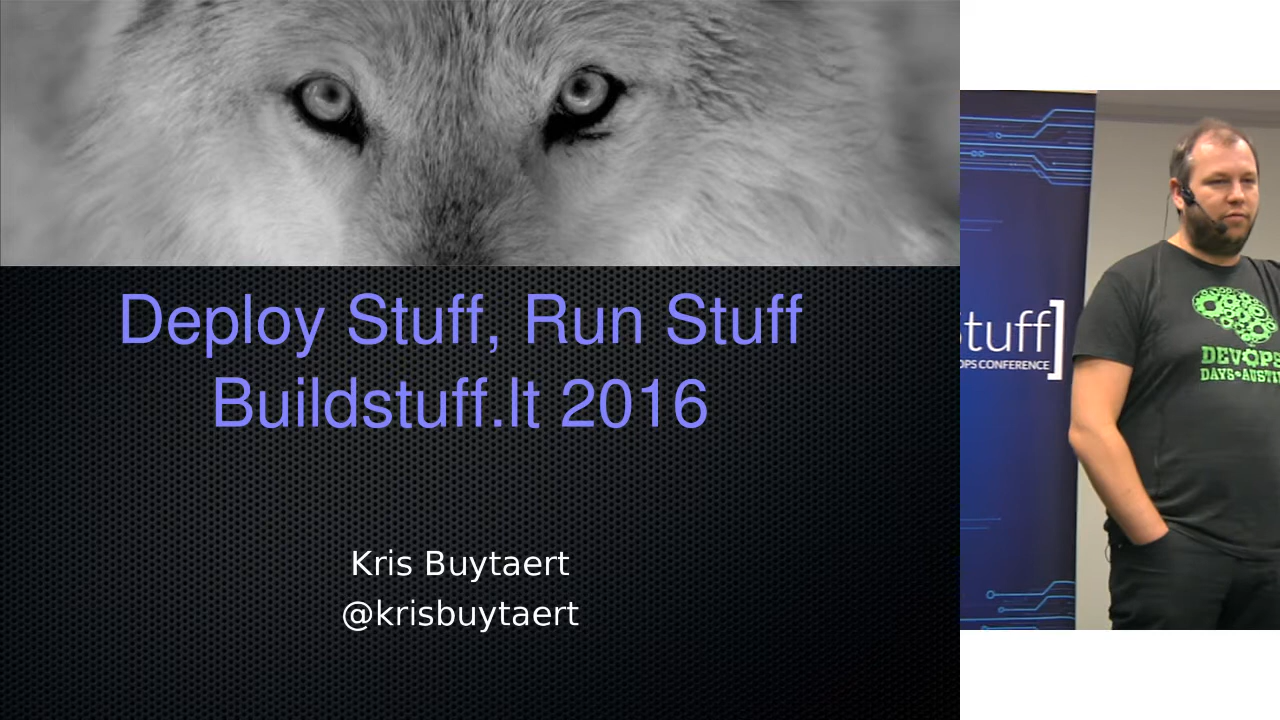 Deploy Stuff, Run Stuff
Buildstuff.lt 2016
Kris Buytaert
@krisbuytaert
tuff]
OPS CONFERENCE
DEVOPS
DAYS•AUSTIN